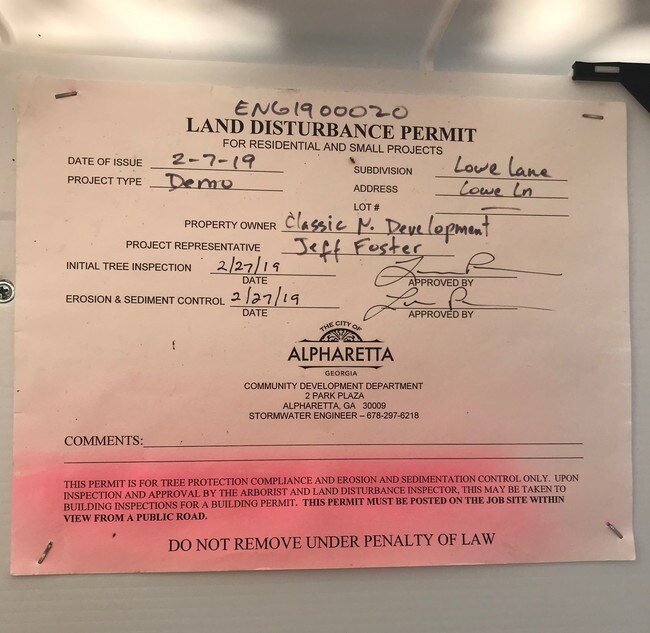 ENG1900020
LAND DISTURBANCE PERMIT
FOR RESIDENTIAL AND SMALL PROJECTS
DATE OF ISSUE 2-7-19
PROJECT TYPE Demo
SUBDIVISION Lowe Lane
ADDRESS Lowe Ln
LOT # —
PROPERTY OWNER Classic N. Development
PROJECT REPRESENTATIVE Jeff Foster
INITIAL TREE INSPECTION 2/27/19
DATE APPROVED BY
EROSION & SEDIMENT CONTROL 2/27/19
DATE APPROVED BY
THE CITY OF
ALPHARETTA
GEORGIA
COMMUNITY DEVELOPMENT DEPARTMENT
2 PARK PLAZA
ALPHARETTA, GA 30009
STORMWATER ENGINEER – 678-297-6218
COMMENTS:
THIS PERMIT IS FOR TREE PROTECTION COMPLIANCE AND EROSION AND SEDIMENTATION CONTROL ONLY. UPON
INSPECTION AND APPROVAL BY THE ARBORIST AND LAND DISTURBANCE INSPECTOR, THIS MAY BE TAKEN TO
BUILDING INSPECTIONS FOR A BUILDING PERMIT. THIS PERMIT MUST BE POSTED ON THE JOB SITE WITHIN
VIEW FROM A PUBLIC ROAD.
DO NOT REMOVE UNDER PENALTY OF LAW